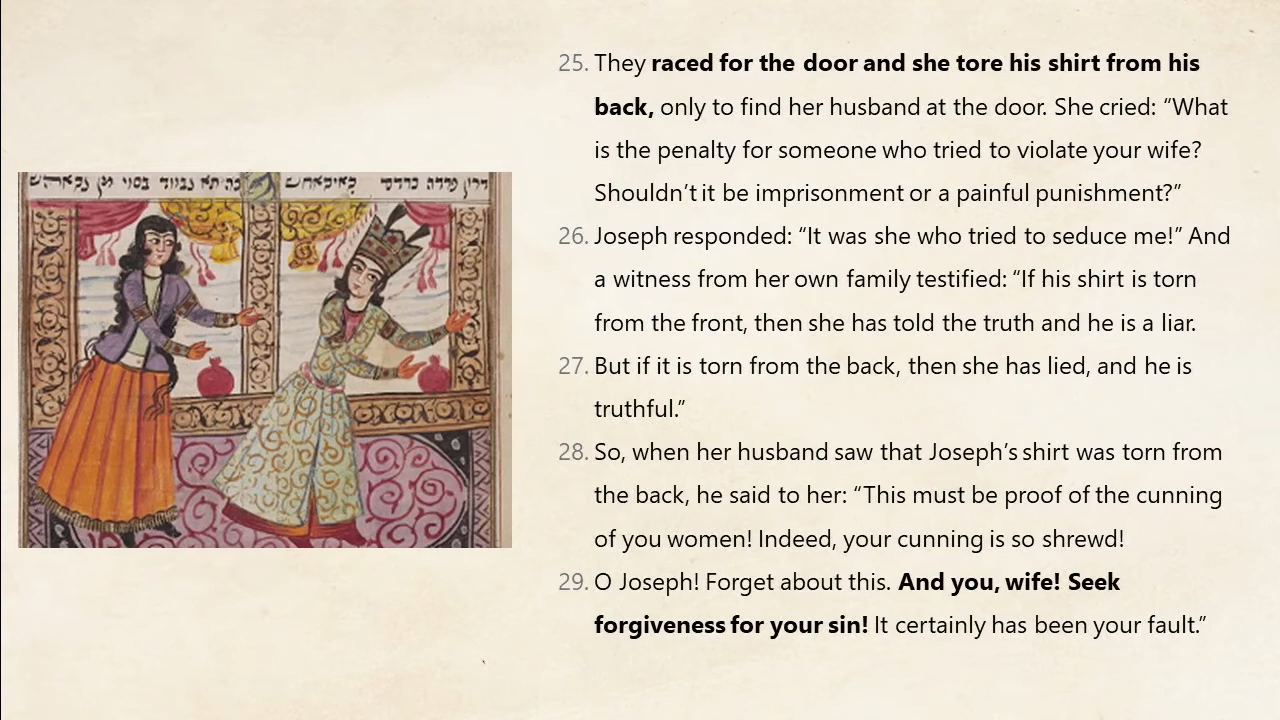 25. They raced for the door and she tore his shirt from his
back, only to find her husband at the door. She cried: “What
is the penalty for someone who tried to violate your wife?
Shouldn’t it be imprisonment or a painful punishment?”
26. Joseph responded: “It was she who tried to seduce me!” And
a witness from her own family testified: “If his shirt is torn
from the front, then she has told the truth and he is a liar.
27. But if it is torn from the back, then she has lied, and he is
truthful.”
28. So, when her husband saw that Joseph’s shirt was torn from
the back, he said to her: “This must be proof of the cunning
of you women! Indeed, your cunning is so shrewd!
29. O Joseph! Forget about this. And you, wife! Seek
forgiveness for your sin! It certainly has been your fault.”